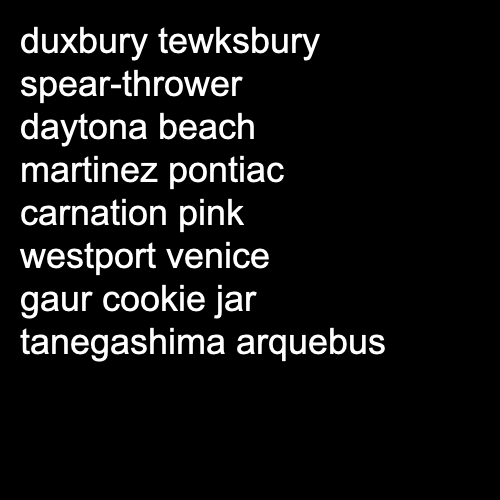 duxbury tewksbury
spear-thrower
daytona beach
martinez pontiac
carnation pink
westport venice
gaur cookie jar
tanegashima arquebus